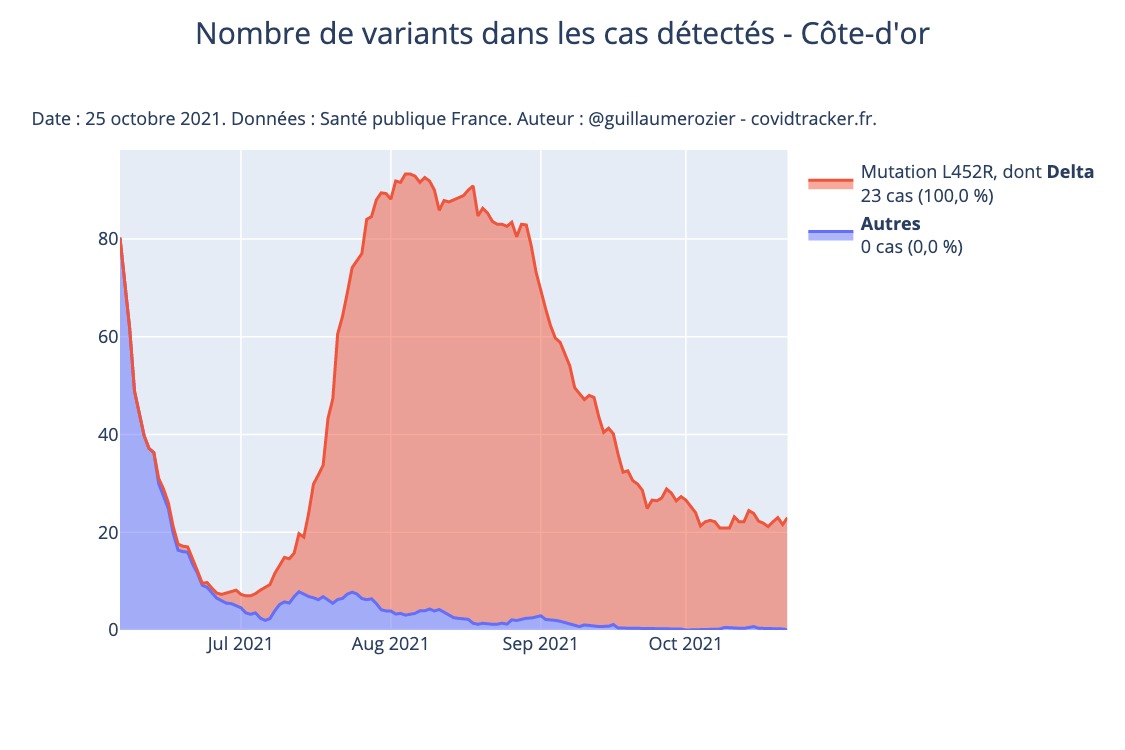 Nombre de variants dans les cas détectés - Côte-d'or
Date : 25 octobre 2021. Données : Santé publique France. Auteur : @guillaumerozier - covidtracker.fr.
Mutation L452R, dont Delta
23 cas (100,0 %)
Autres
0 cas (0,0 %)
80
60
40
20
0
Jul 2021
Aug 2021
Sep 2021
Oct 2021